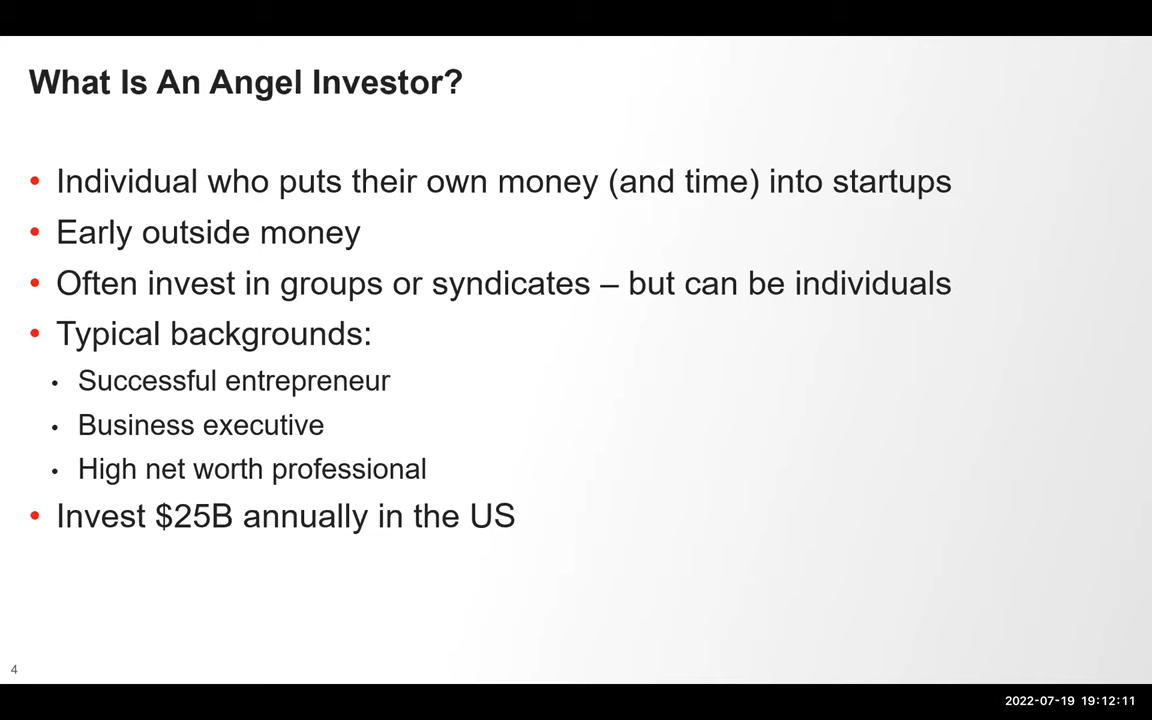 What Is An Angel Investor?
• Individual who puts their own money (and time) into startups
• Early outside money
• Often invest in groups or syndicates – but can be individuals
• Typical backgrounds:
• Successful entrepreneur
• Business executive
• High net worth professional
• Invest $25B annually in the US
4
2022-07-19 19:12:11